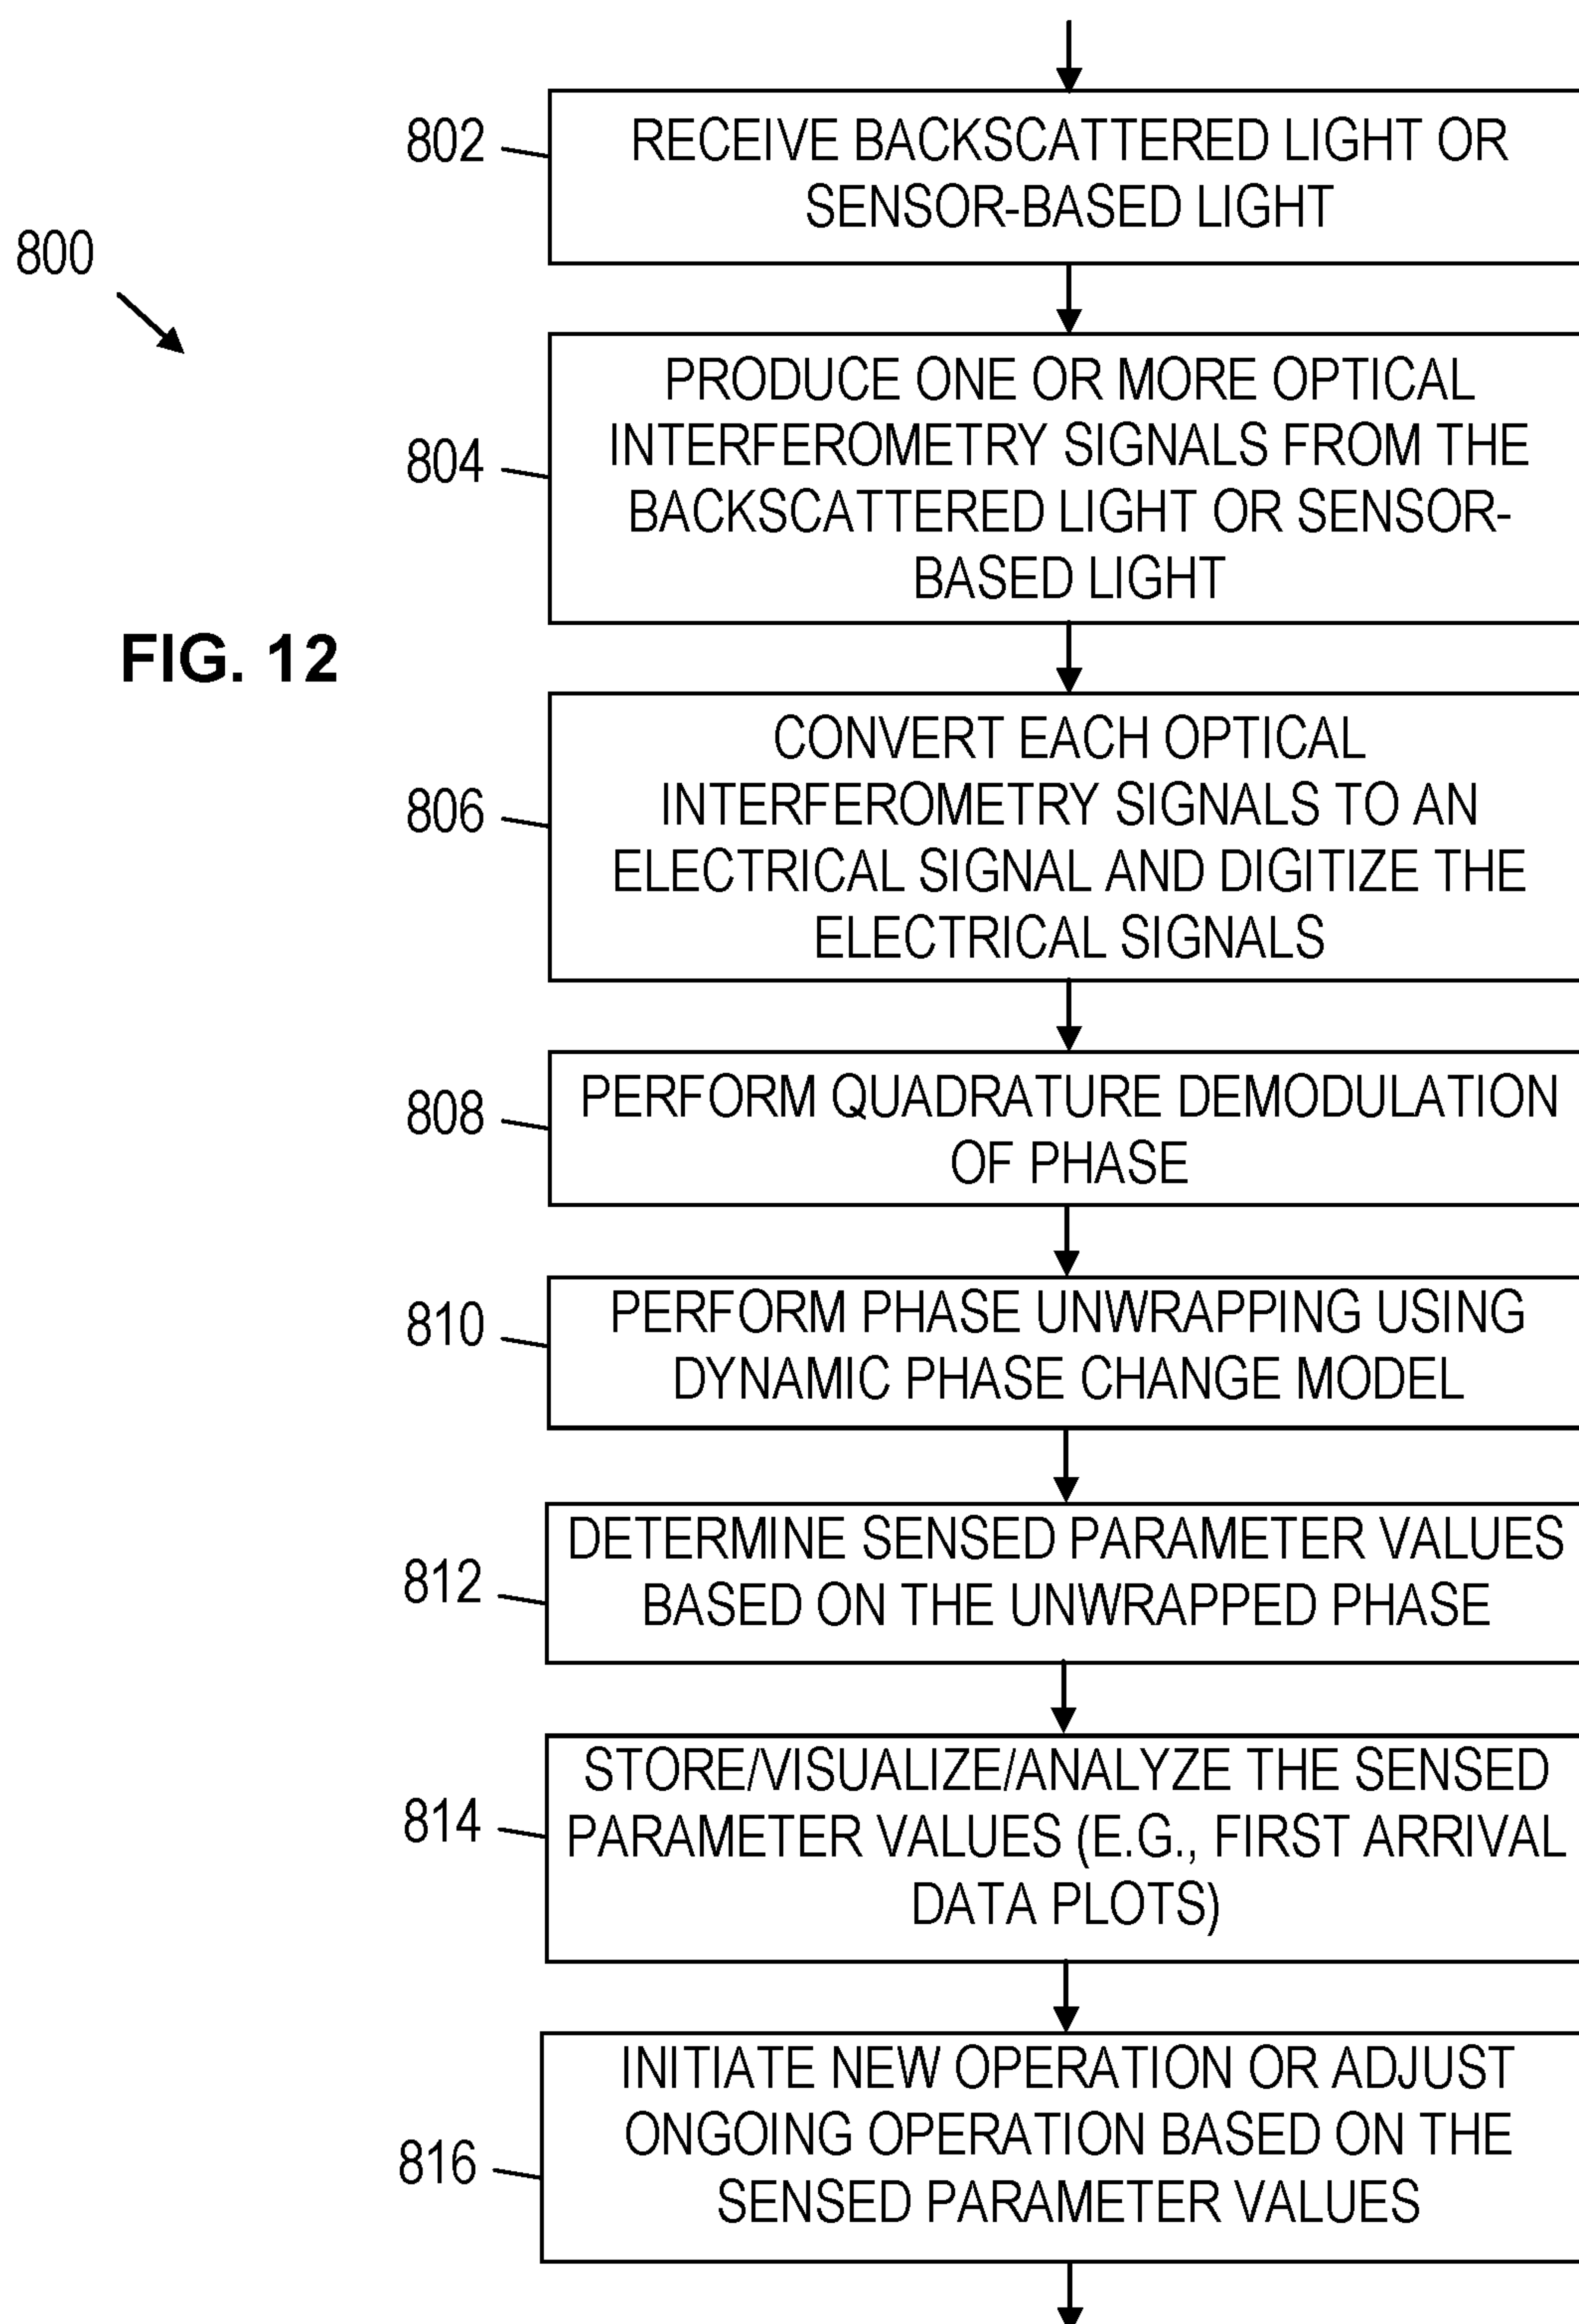 802
RECEIVE BACKSCATTERED LIGHT OR
SENSOR-BASED LIGHT
800
804
PRODUCE ONE OR MORE OPTICAL
INTERFEROMETRY SIGNALS FROM THE
BACKSCATTERED LIGHT OR SENSOR-
BASED LIGHT
FIG. 12
806
CONVERT EACH OPTICAL
INTERFEROMETRY SIGNALS TO AN
ELECTRICAL SIGNAL AND DIGITIZE THE
ELECTRICAL SIGNALS
808
PERFORM QUADRATURE DEMODULATION
OF PHASE
810
PERFORM PHASE UNWRAPPING USING
DYNAMIC PHASE CHANGE MODEL
812
DETERMINE SENSED PARAMETER VALUES
BASED ON THE UNWRAPPED PHASE
814
STORE/VISUALIZE/ANALYZE THE SENSED
PARAMETER VALUES (E.G., FIRST ARRIVAL
DATA PLOTS)
816
INITIATE NEW OPERATION OR ADJUST
ONGOING OPERATION BASED ON THE
SENSED PARAMETER VALUES